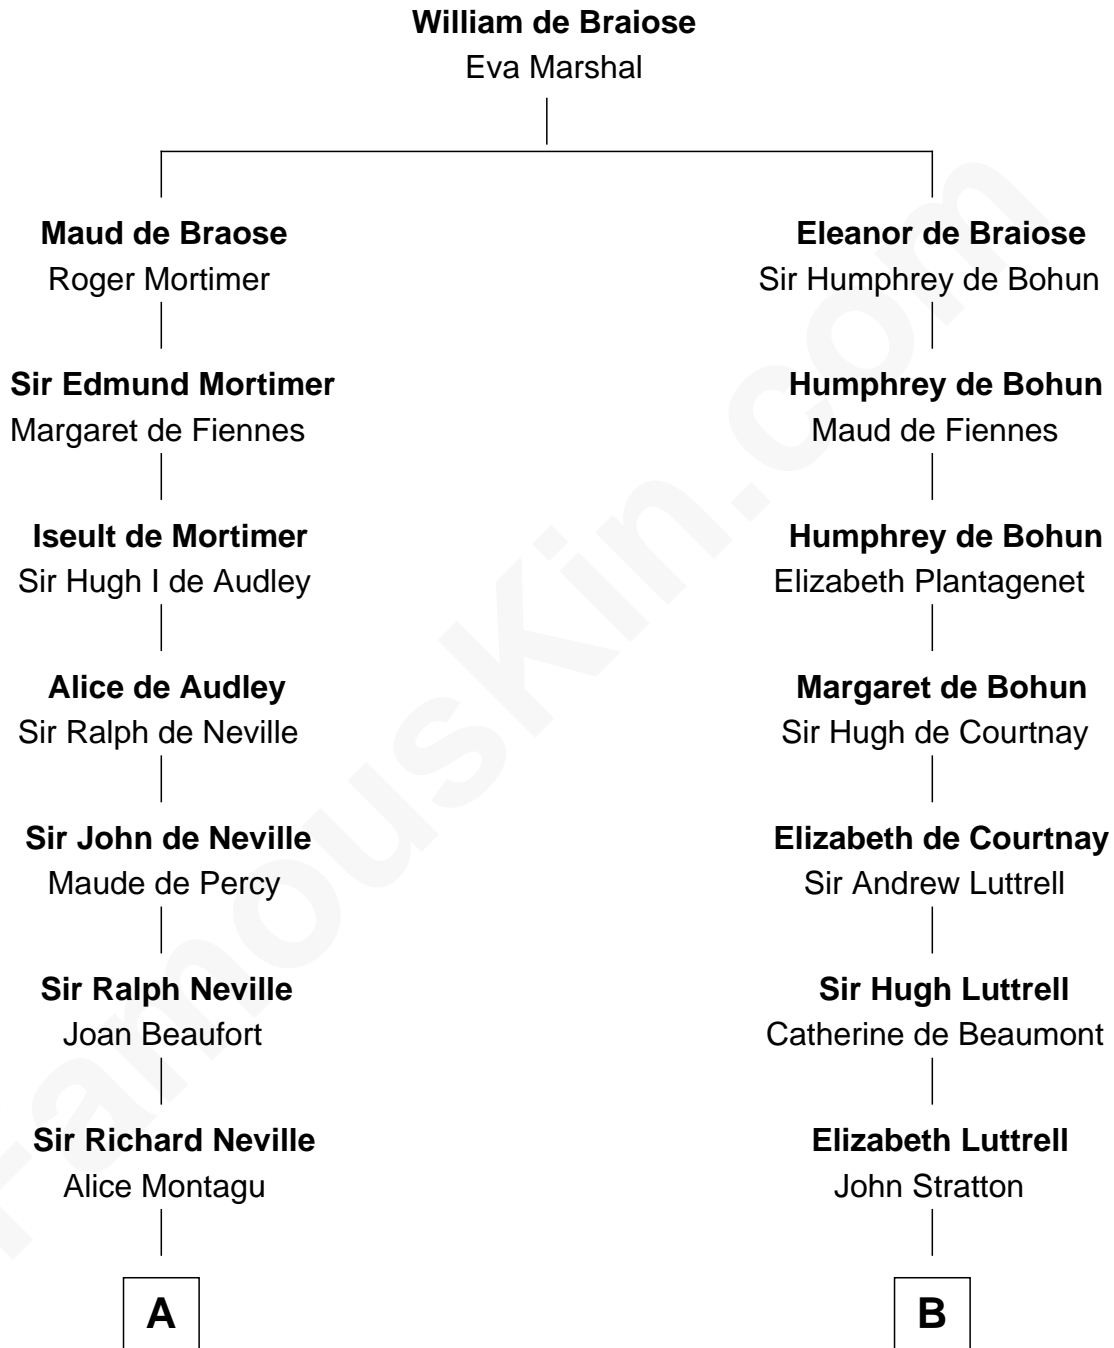 William de Braiose
Eva Marshal
Maud de Braose
Roger Mortimer
Eleanor de Braiose
Sir Humphrey de Bohun
Sir Edmund Mortimer
Margaret de Fiennes
Humphrey de Bohun
Maud de Fiennes
Iseult de Mortimer
Sir Hugh I de Audley
Humphrey de Bohun
Elizabeth Plantagenet
Alice de Audley
Sir Ralph de Neville
Margaret de Bohun
Sir Hugh de Courtnay
Sir John de Neville
Maude de Percy
Elizabeth de Courtnay
Sir Andrew Luttrell
Sir Ralph Neville
Joan Beaufort
Sir Hugh Luttrell
Catherine de Beaumont
Sir Richard Neville
Alice Montagu
Elizabeth Luttrell
John Stratton
A
B
FamousKin.com